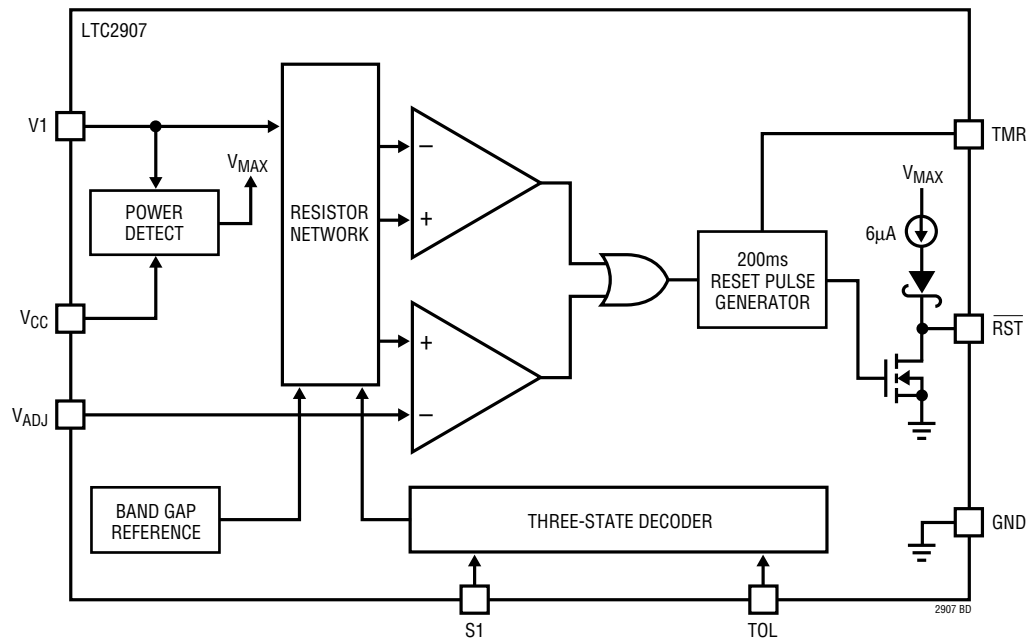 LTC2907
V1
VMAX
POWER
DETECT
VCC
VADJ
RESISTOR
NETWORK
−
+
+
−
BAND GAP
REFERENCE
THREE-STATE DECODER
S1
TOL
200ms
RESET PULSE
GENERATOR
TMR
VMAX
6µA
RST
GND
2907 BD